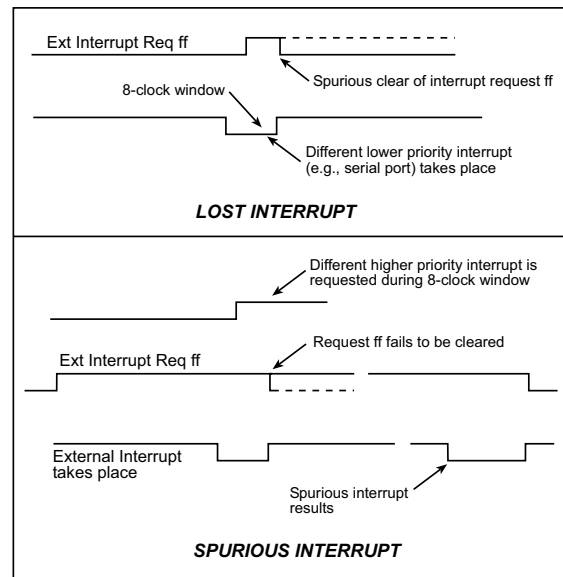 Ext Interrupt Req ff
Spurious clear of interrupt request ff
8-clock window
Different lower priority interrupt
(e.g., serial port) takes place
LOST INTERRUPT
Different higher priority interrupt is
requested during 8-clock window
Request ff fails to be cleared
Ext Interrupt Req ff
External Interrupt
takes place
Spurious interrupt
results
SPURIOUS INTERRUPT